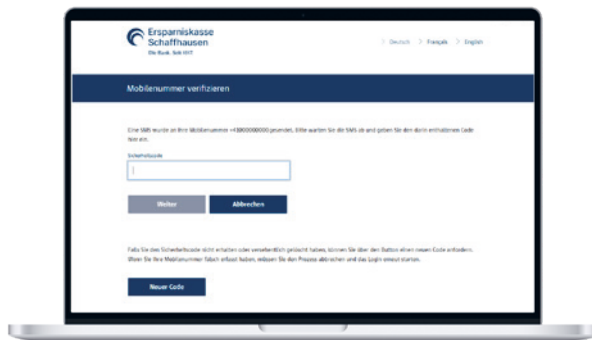 Ersparniskasse
Schaffhausen
Die Bank. Seit 1817.
> Deutsch > Français > English
Mobilenummer verifizieren
Eine SMS wurde an Ihre Mobilenummer gesendet. Bitte warten Sie die SMS ab und geben Sie den darin enthaltenen Code
hier ein.
Sicherheitscode
Weiter
Abbrechen
Falls Sie den Sicherheitscode nicht erhalten oder versehentlich gelöscht haben, können Sie über den Button einen neuen Code anfordern.
Wenn Sie Ihre Mobilenummer falsch erfasst haben, müssen Sie den Prozess abbrechen und das Login erneut starten.
Neuer Code